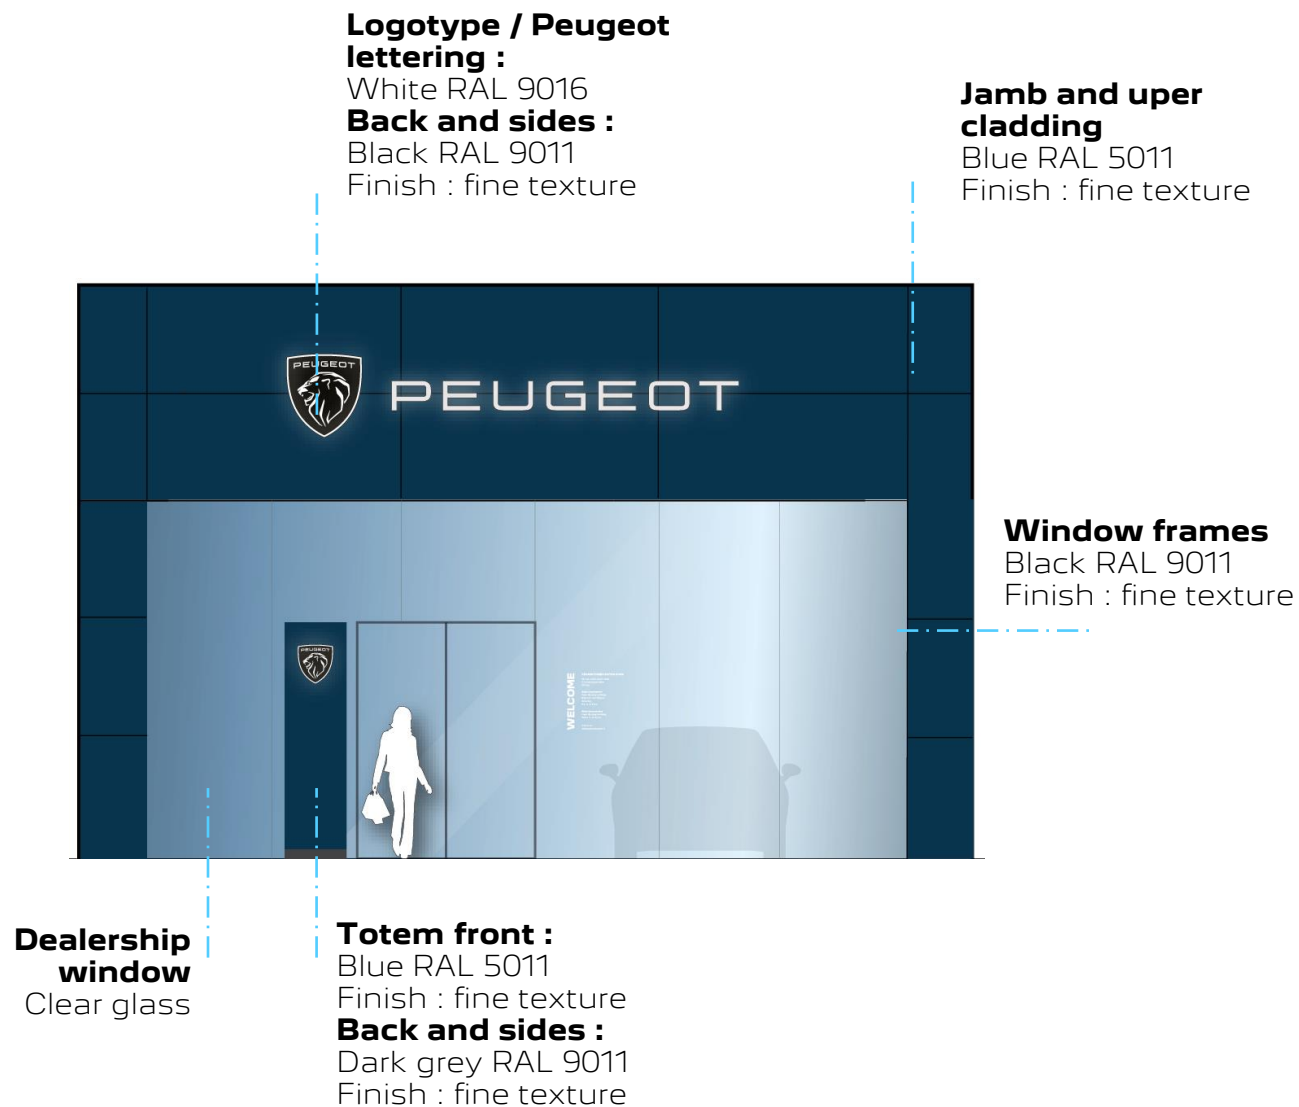 Logotype / Peugeot
lettering :
White RAL 9016
Back and sides :
Black RAL 9011
Finish : fine texture
Jamb and uper
cladding
Blue RAL 5011
Finish : fine texture
PEUGEOT
PEUGEOT
Window frames
Black RAL 9011
Finish : fine texture
PEUGEOT
WELCOME
Dealership
window
Clear glass
Totem front :
Blue RAL 5011
Finish : fine texture
Back and sides :
Dark grey RAL 9011
Finish : fine texture